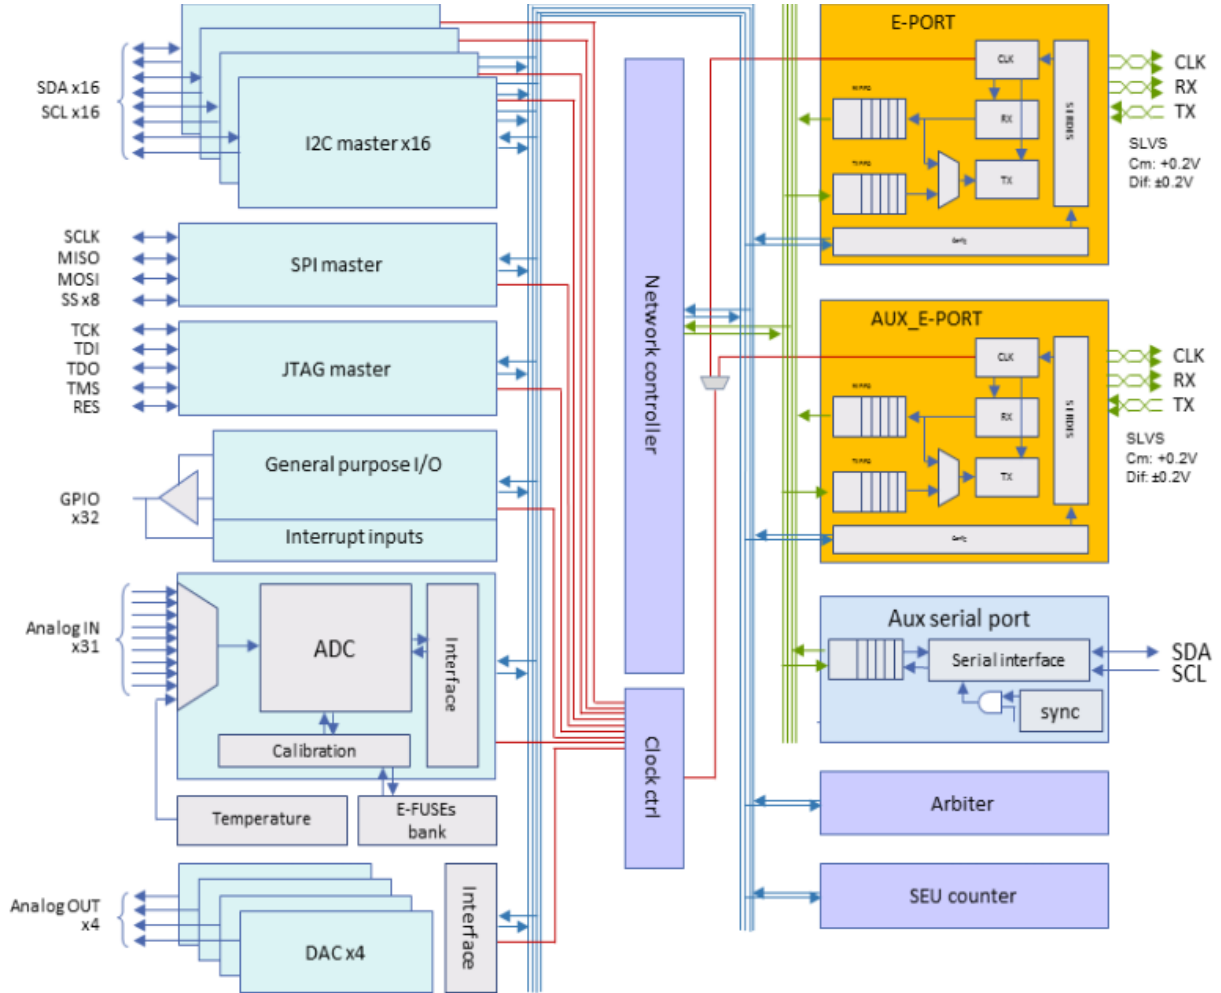 SDA x16
SCL x16
I2C master x16
SCLK
MISO
MOSI
SS x8
SPI master
TCK
TDI
TDO
TMS
RES
JTAG master
GPIO
x32
General purpose I/O
Interrupt inputs
Analog IN
x31
ADC
Interface
Calibration
Temperature
E-FUSEs
bank
Analog OUT
x4
DAC x4
Interface
Network controller
Clock ctrl
E-PORT
CLK
RX
TX
SERDES
CLK
RX
TX
SLVS
Cm: +0.2V
Dif: ±0.2V
AUX_E-PORT
CLK
RX
TX
SERDES
CLK
RX
TX
SLVS
Cm: +0.2V
Dif: ±0.2V
Aux serial port
Serial interface
sync
SDA
SCL
Arbiter
SEU counter